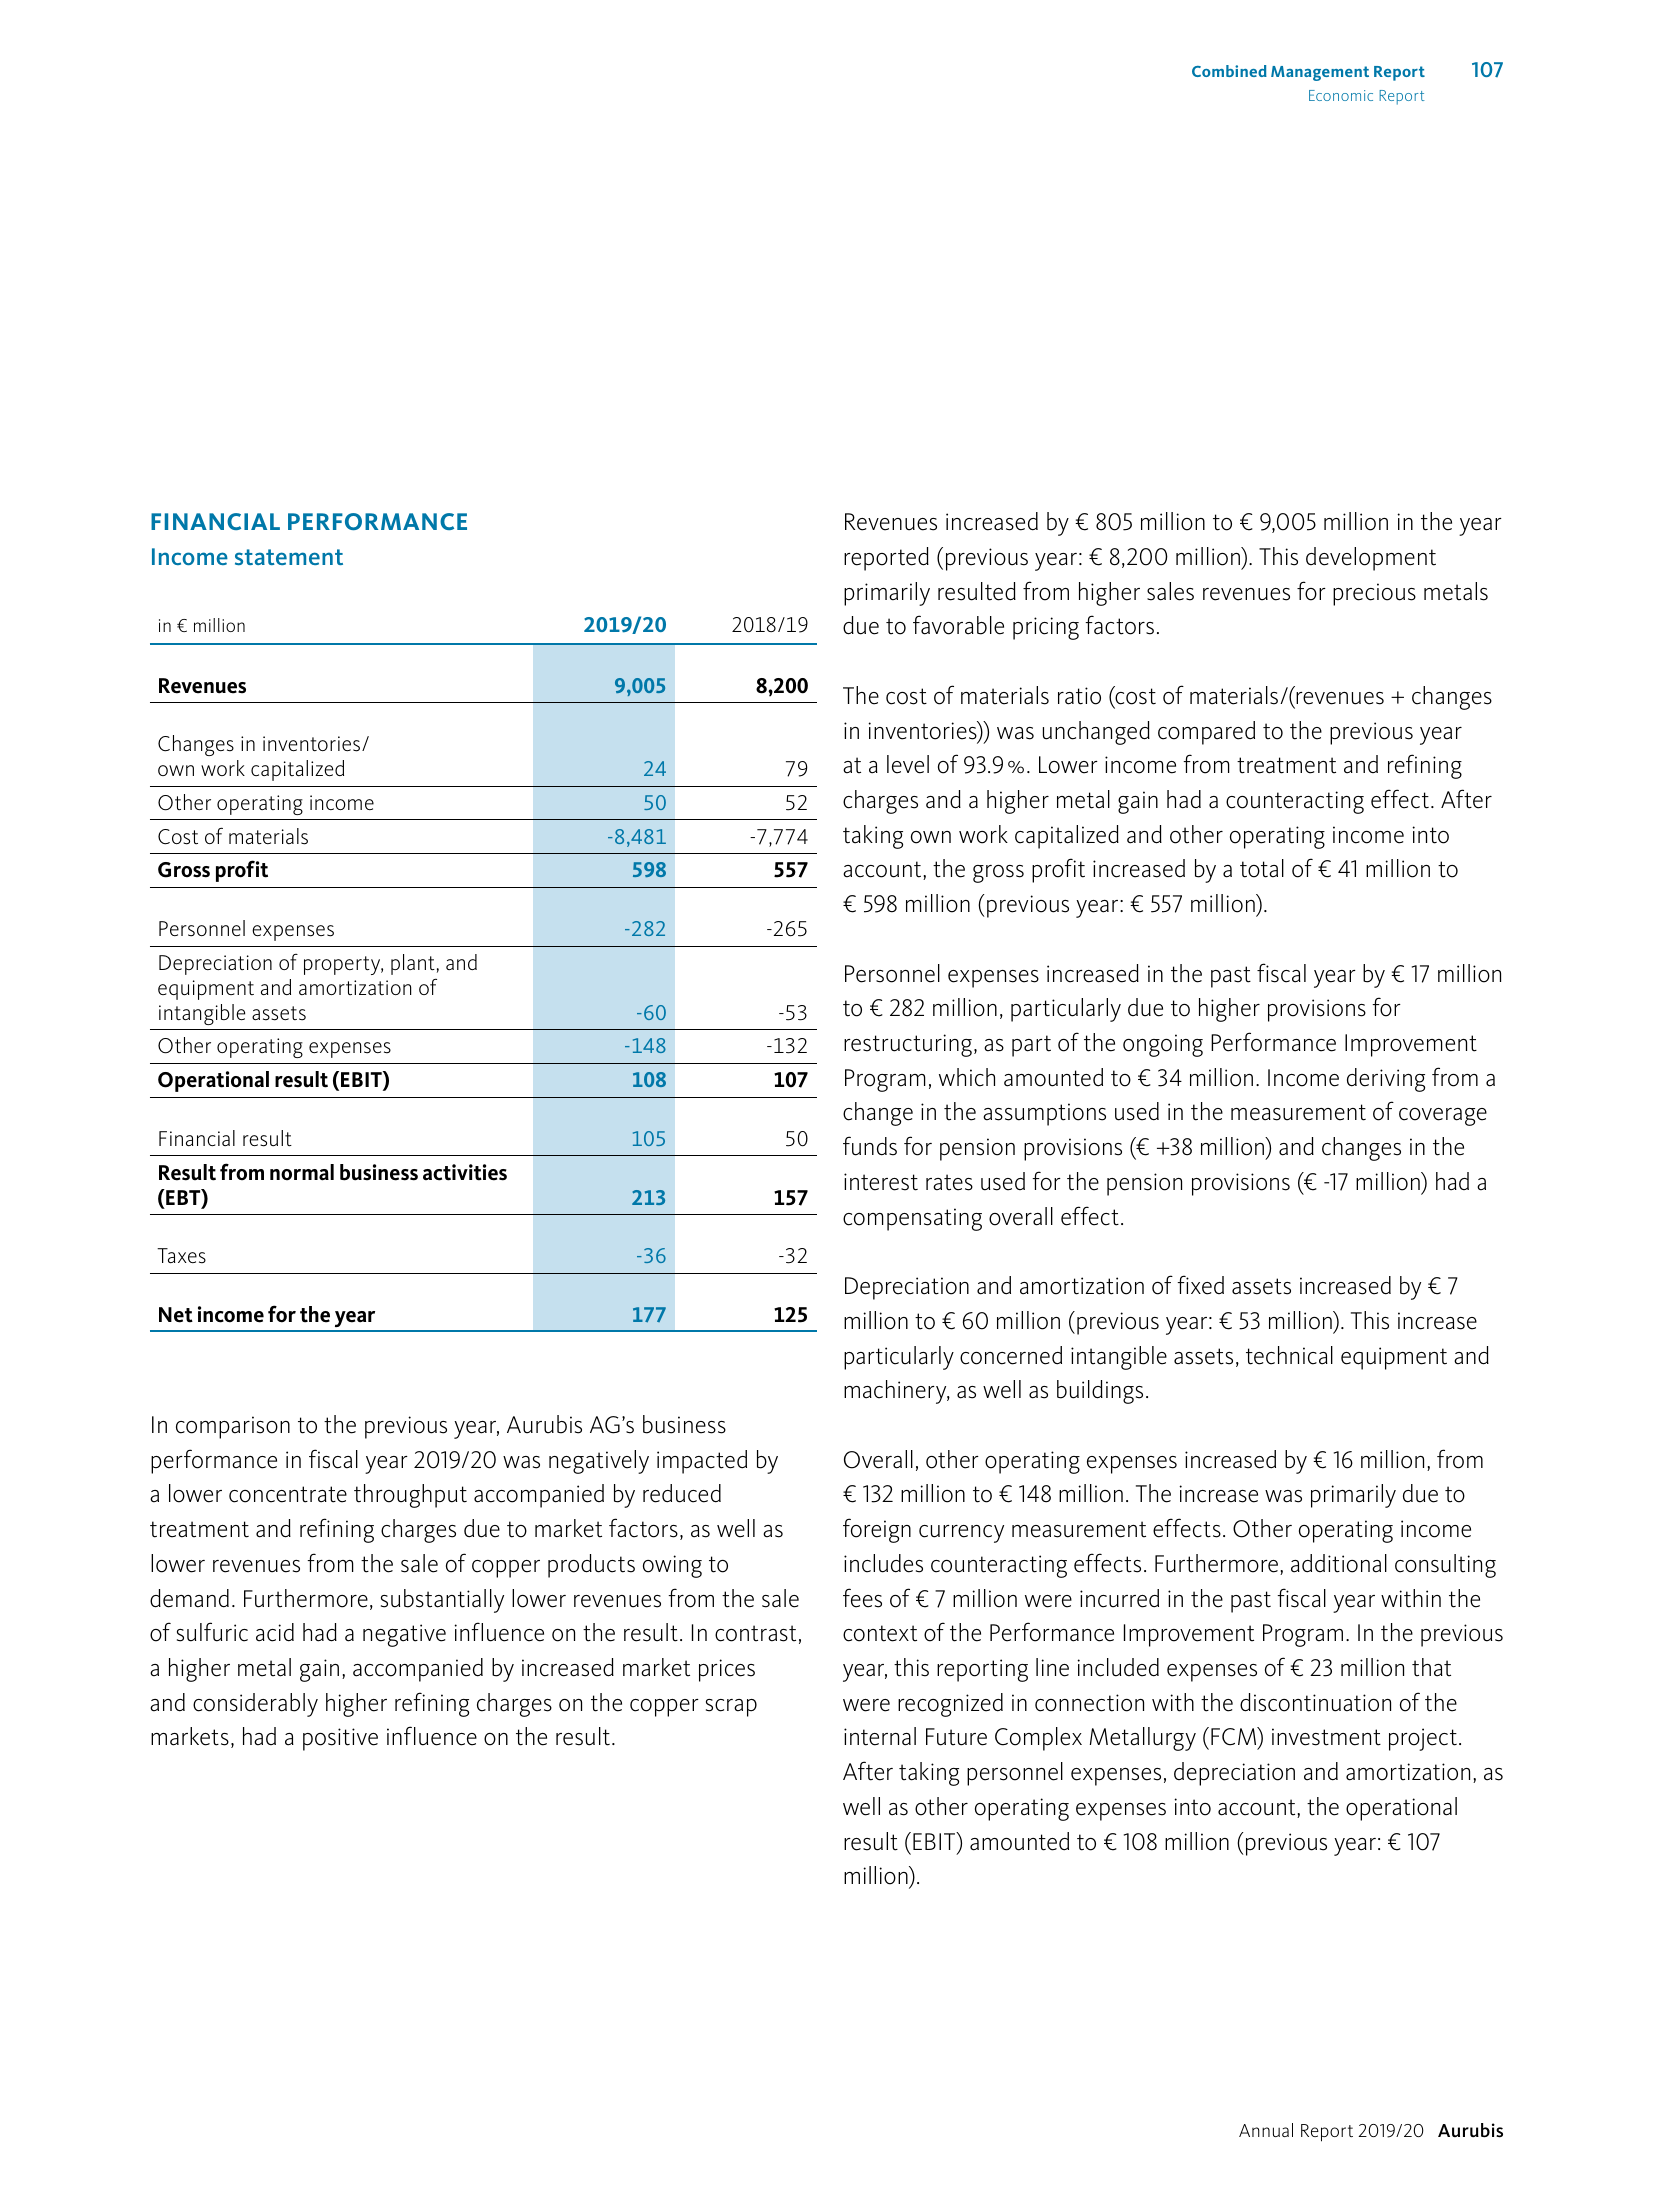 Combined Management Report 107
Economic Report
FINANCIAL PERFORMANCE
Income statement
in € million 2019/20 2018/19
Revenues 9,005 8,200
Changes in inventories/
own work capitalized 24 79
Other operating income 50 52
Cost of materials -8,481 -7,774
Gross profit 598 557
Personnel expenses -282 -265
Depreciation of property, plant, and
equipment and amortization of
intangible assets -60 -53
Other operating expenses -148 -132
Operational result (EBIT) 108 107
Financial result 105 50
Result from normal business activities
(EBT) 213 157
Taxes -36 -32
Net income for the year 177 125
In comparison to the previous year, Aurubis AG’s business
performance in fiscal year 2019/20 was negatively impacted by
a lower concentrate throughput accompanied by reduced
treatment and refining charges due to market factors, as well as
lower revenues from the sale of copper products owing to
demand. Furthermore, substantially lower revenues from the sale
of sulfuric acid had a negative influence on the result. In contrast,
a higher metal gain, accompanied by increased market prices
and considerably higher refining charges on the copper scrap
markets, had a positive influence on the result.
Revenues increased by € 805 million to € 9,005 million in the year
reported (previous year: € 8,200 million). This development
primarily resulted from higher sales revenues for precious metals
due to favorable pricing factors.
The cost of materials ratio (cost of materials/(revenues + changes
in inventories)) was unchanged compared to the previous year
at a level of 93.9 %. Lower income from treatment and refining
charges and a higher metal gain had a counteracting effect. After
taking own work capitalized and other operating income into
account, the gross profit increased by a total of € 41 million to
€ 598 million (previous year: € 557 million).
Personnel expenses increased in the past fiscal year by € 17 million
to € 282 million, particularly due to higher provisions for
restructuring, as part of the ongoing Performance Improvement
Program, which amounted to € 34 million. Income deriving from a
change in the assumptions used in the measurement of coverage
funds for pension provisions (€ +38 million) and changes in the
interest rates used for the pension provisions (€ -17 million) had a
compensating overall effect.
Depreciation and amortization of fixed assets increased by € 7
million to € 60 million (previous year: € 53 million). This increase
particularly concerned intangible assets, technical equipment and
machinery, as well as buildings.
Overall, other operating expenses increased by € 16 million, from
€ 132 million to € 148 million. The increase was primarily due to
foreign currency measurement effects. Other operating income
includes counteracting effects. Furthermore, additional consulting
fees of € 7 million were incurred in the past fiscal year within the
context of the Performance Improvement Program. In the previous
year, this reporting line included expenses of € 23 million that
were recognized in connection with the discontinuation of the
internal Future Complex Metallurgy (FCM) investment project.
After taking personnel expenses, depreciation and amortization, as
well as other operating expenses into account, the operational
result (EBIT) amounted to € 108 million (previous year: € 107
million).
Annual Report 2019/20 Aurubis